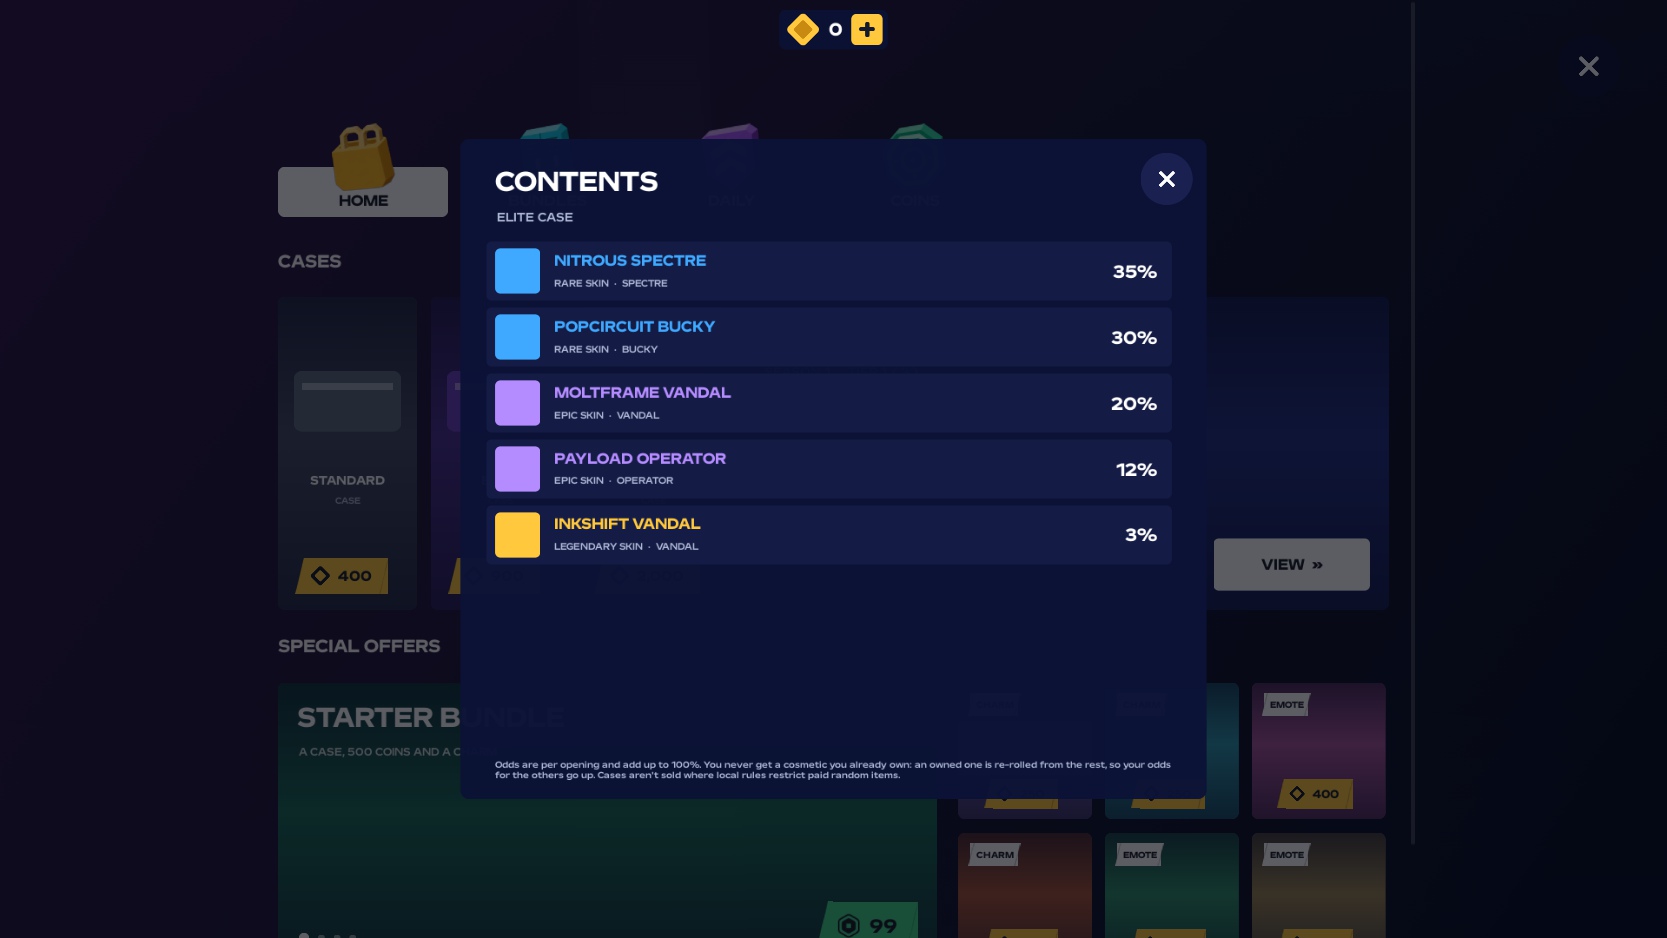 0
HOME
DAILY
COINS
CONTENTS
ELITE CASE
CASES
NITROUS SPECTRE
RARE SKIN · SPECTRE
35%
POPCIRCUIT BUCKY
RARE SKIN · BUCKY
30%
MOLTFRAME VANDAL
EPIC SKIN · VANDAL
20%
PAYLOAD OPERATOR
EPIC SKIN · OPERATOR
12%
INKSHIFT VANDAL
LEGENDARY SKIN · VANDAL
3%
STANDARD
CASE
400
VIEW »
SPECIAL OFFERS
STARTER BUNDLE
A CASE, 500 COINS AND A C
Odds are per opening and add up to 100%. You never get a cosmetic you already own: an owned one is re-rolled from the rest, so your odds
for the others go up. Cases aren't sold where local rules restrict paid random items.
EMOTE
400
CHARM
EMOTE
EMOTE
99